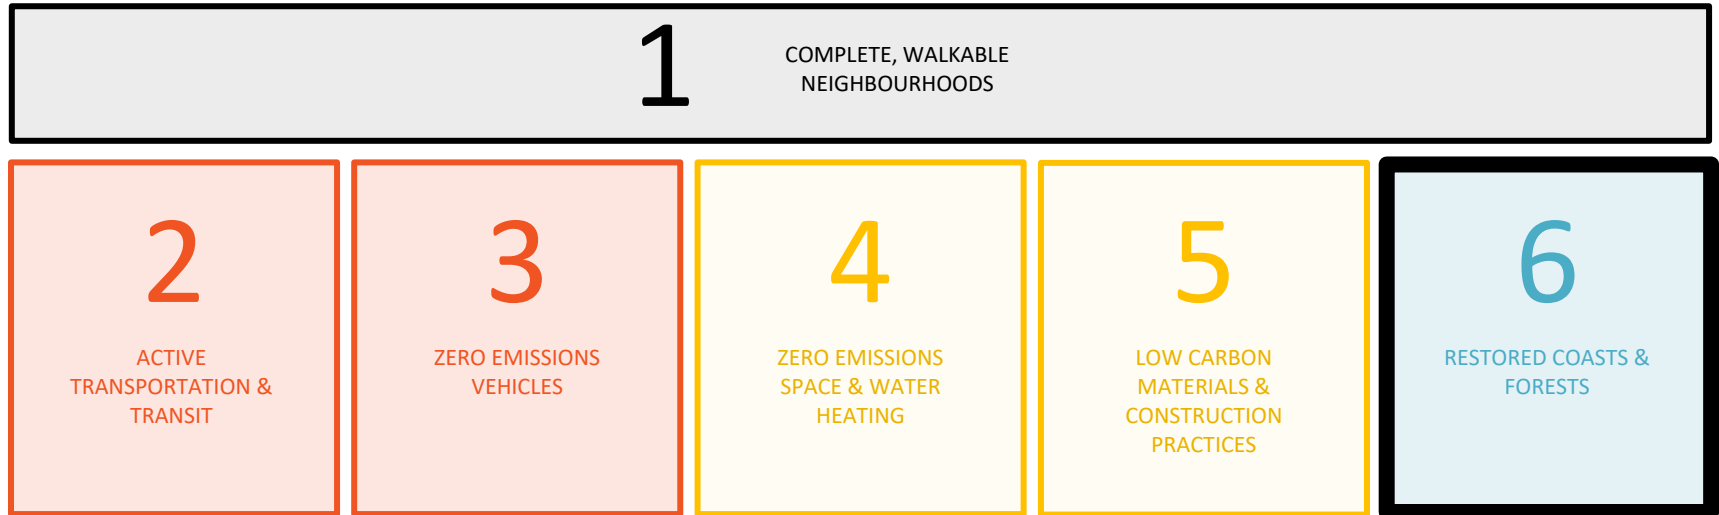 1
COMPLETE, WALKABLE
NEIGHBOURHOODS
2
ACTIVE
TRANSPORTATION &
TRANSIT
3
ZERO EMISSIONS
VEHICLES
4
ZERO EMISSIONS
SPACE & WATER
HEATING
5
LOW CARBON
MATERIALS &
CONSTRUCTION
PRACTICES
6
RESTORED COASTS &
FORESTS